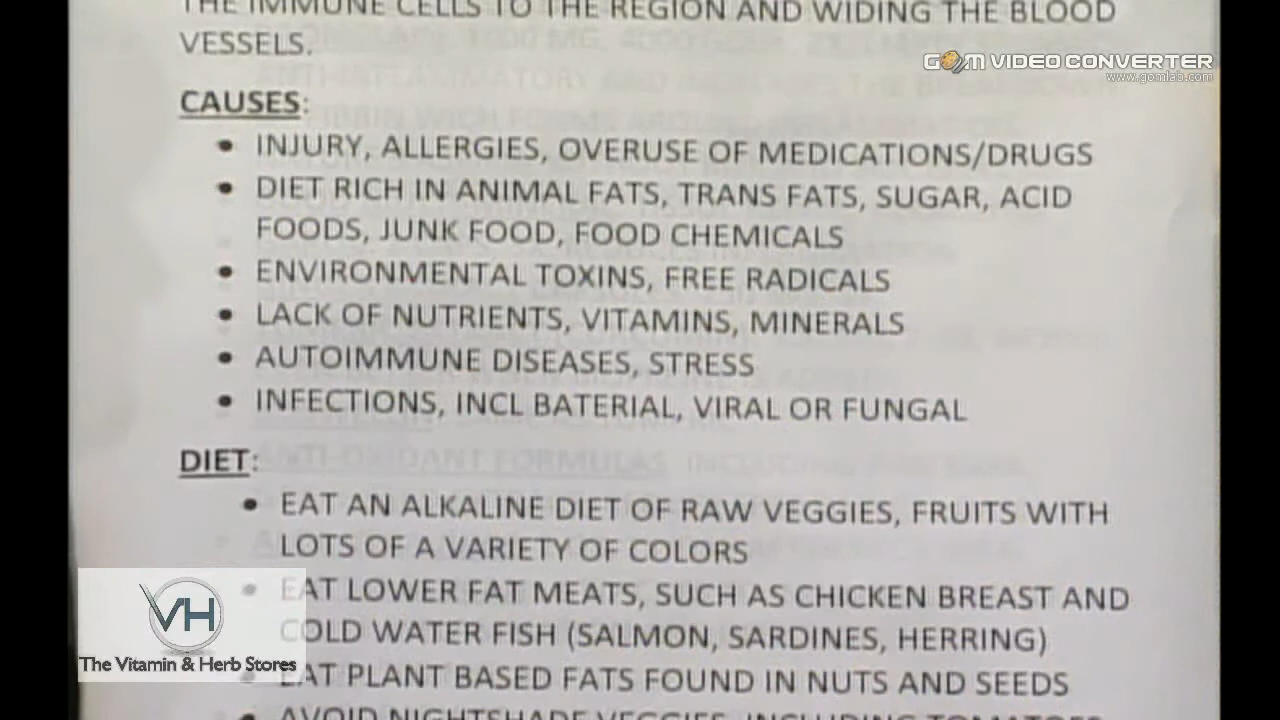 THE IMMUNE CELLS TO THE REGION AND WIDING THE BLOOD
VESSELS.
GOM VIDEO CONVERTER
www.gomlab.com
CAUSES:
• INJURY, ALLERGIES, OVERUSE OF MEDICATIONS/DRUGS
• DIET RICH IN ANIMAL FATS, TRANS FATS, SUGAR, ACID
FOODS, JUNK FOOD, FOOD CHEMICALS
• ENVIRONMENTAL TOXINS, FREE RADICALS
• LACK OF NUTRIENTS, VITAMINS, MINERALS
• AUTOIMMUNE DISEASES, STRESS
• INFECTIONS, INCL BATERIAL, VIRAL OR FUNGAL
DIET:
• EAT AN ALKALINE DIET OF RAW VEGGIES, FRUITS WITH
LOTS OF A VARIETY OF COLORS
• EAT LOWER FAT MEATS, SUCH AS CHICKEN BREAST AND
COLD WATER FISH (SALMON, SARDINES, HERRING)
• EAT PLANT BASED FATS FOUND IN NUTS AND SEEDS
• AVOID NIGHTSHADE VEGGIES, INCLUDING TOMATOES
VH
The Vitamin & Herb Stores